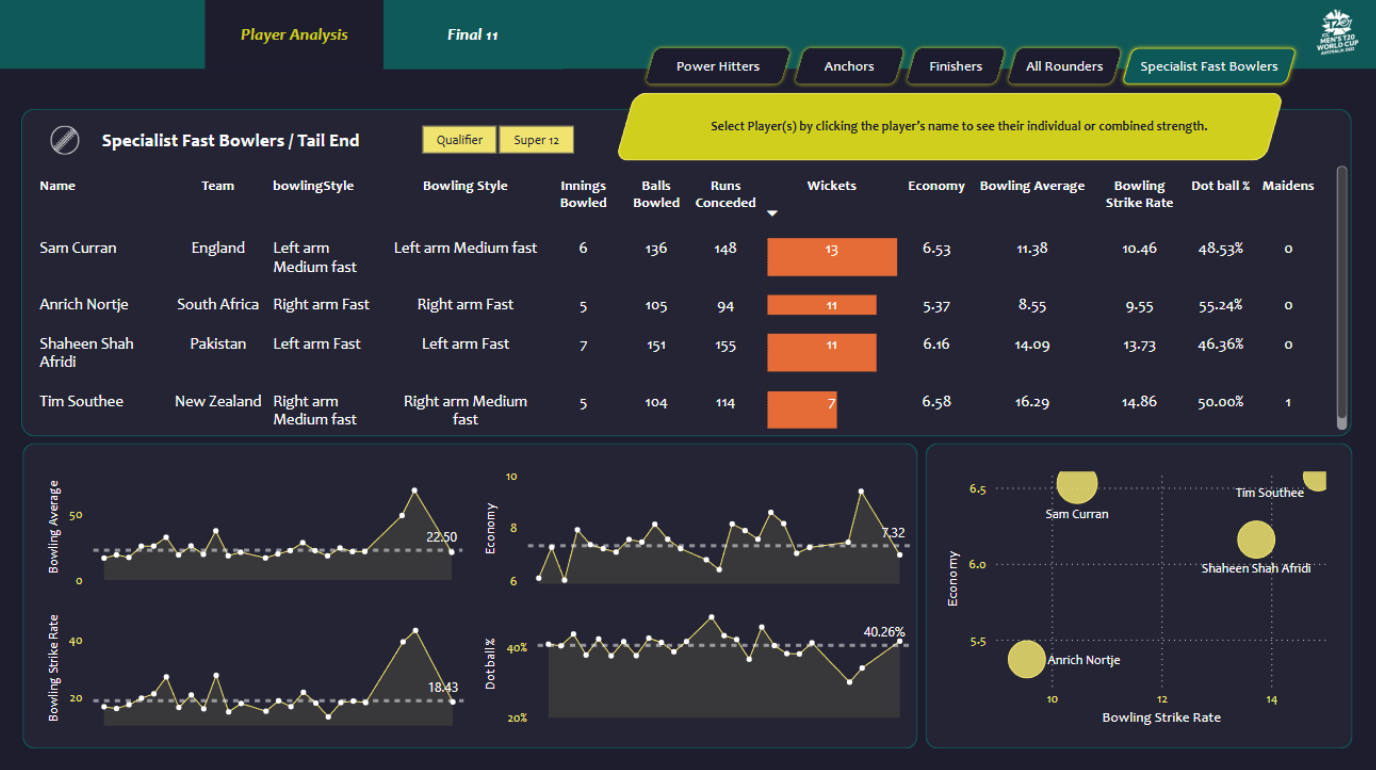 Player Analysis
Final 11
T20
ICC
MEN'S T20
WORLD CUP
AUSTRALIA 2022
Power Hitters
Anchors
Finishers
All Rounders
Specialist Fast Bowlers
Select Player(s) by clicking the player's name to see their individual or combined strength.
Specialist Fast Bowlers / Tail End
Qualifier
Super 12
Name Team bowlingStyle Bowling Style Innings Bowled Balls Bowled Runs Conceded Wickets Economy Bowling Average Bowling Strike Rate Dot ball % Maidens
Sam Curran England Left arm Medium fast Left arm Medium fast 6 136 148 13 6.53 11.38 10.46 48.53% 0
Anrich Nortje South Africa Right arm Fast Right arm Fast 5 105 94 11 5.37 8.55 9.55 55.24% 0
Shaheen Shah Afridi Pakistan Left arm Fast Left arm Fast 7 151 155 11 6.16 14.09 13.73 46.36% 0
Tim Southee New Zealand Right arm Medium fast Right arm Medium fast 5 104 114 7 6.58 16.29 14.86 50.00% 1
Bowling Average
50
0
22.50
Economy
10
8
6
7.32
Bowling Strike Rate
40
20
18.43
Dot ball %
40%
20%
40.26%
Economy
6.5
6.0
5.5
Sam Curran
Tim Southee
Shaheen Shah Afridi
Anrich Nortje
10 12 14
Bowling Strike Rate